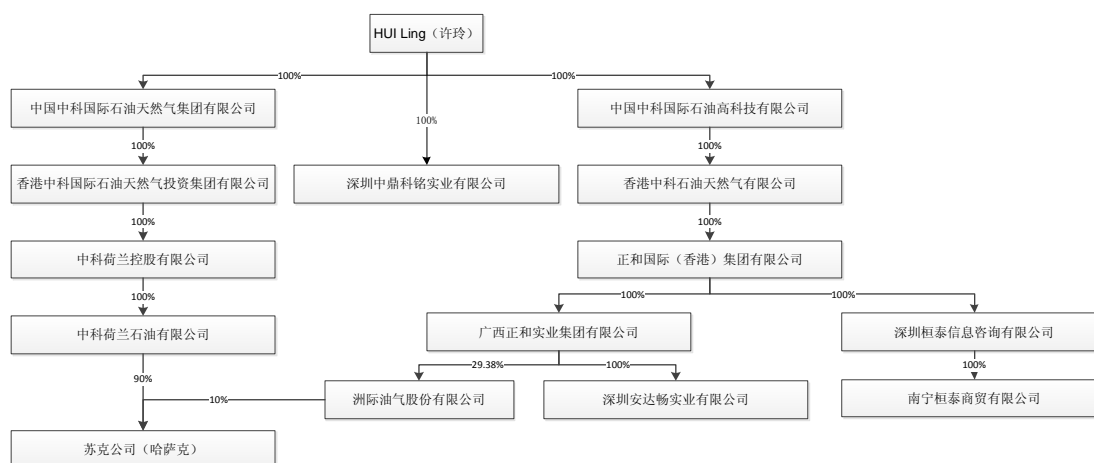 HUI Ling（许玲）
100%
100%
中国中科国际石油天然气集团有限公司
100%
中国中科国际石油高科技有限公司
100%
100%
香港中科国际石油天然气投资集团有限公司
深圳中鼎科铭实业有限公司
香港中科石油天然气有限公司
100%
100%
中科荷兰控股有限公司
正和国际（香港）集团有限公司
100%
100%
100%
中科荷兰石油有限公司
广西正和实业集团有限公司
深圳桓泰信息咨询有限公司
90%
29.38%
100%
100%
10%
洲际油气股份有限公司
深圳安达畅实业有限公司
南宁桓泰商贸有限公司
苏克公司（哈萨克）